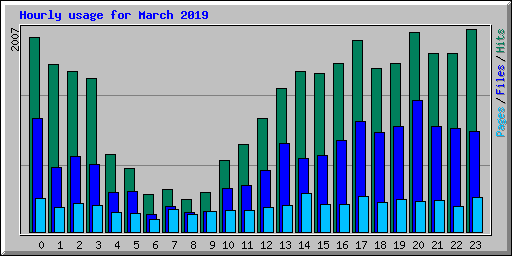 Hourly usage for March 2019
2007
Pages / Files / Hits
0 1 2 3 4 5 6 7 8 9 10 11 12 13 14 15 16 17 18 19 20 21 22 23